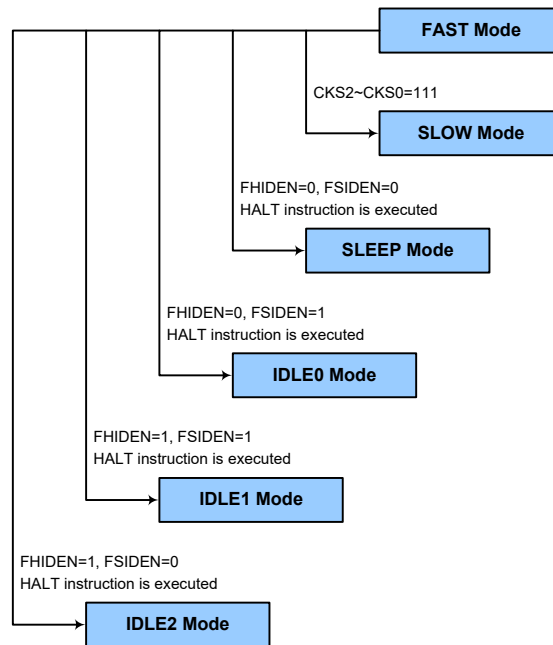 FAST Mode
CKS2~CKS0=111
SLOW Mode
FHIDEN=0, FSIDEN=0
HALT instruction is executed
SLEEP Mode
FHIDEN=0, FSIDEN=1
HALT instruction is executed
IDLE0 Mode
FHIDEN=1, FSIDEN=1
HALT instruction is executed
IDLE1 Mode
FHIDEN=1, FSIDEN=0
HALT instruction is executed
IDLE2 Mode